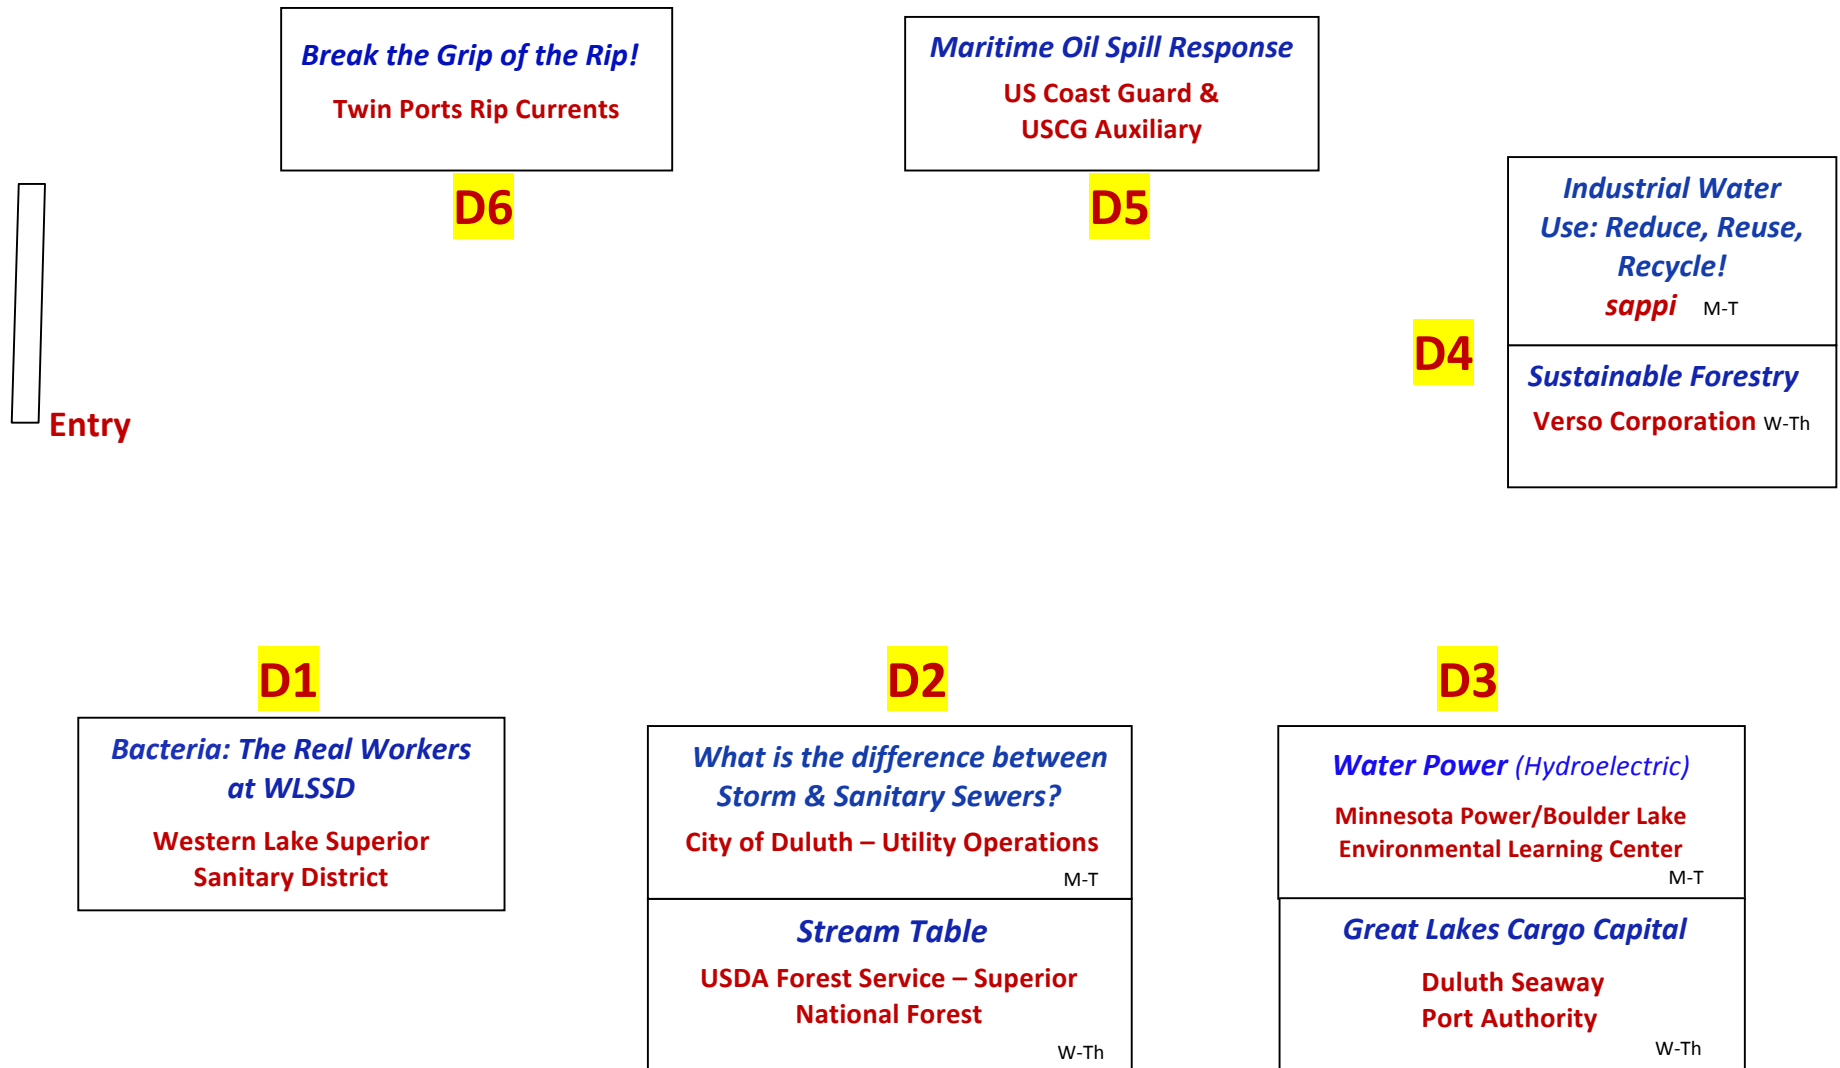 Break the Grip of the Rip!
Twin Ports Rip Currents
D6
Maritime Oil Spill Response
US Coast Guard &
USCG Auxiliary
D5
Industrial Water
Use: Reduce, Reuse,
Recycle!
sappi M-T
D4
Sustainable Forestry
Verso Corporation W-Th
Entry
D1
Bacteria: The Real Workers
at WLSSD
Western Lake Superior
Sanitary District
D2
What is the difference between
Storm & Sanitary Sewers?
City of Duluth – Utility Operations
M-T
Stream Table
USDA Forest Service – Superior
National Forest
W-Th
D3
Water Power (Hydroelectric)
Minnesota Power/Boulder Lake
Environmental Learning Center
M-T
Great Lakes Cargo Capital
Duluth Seaway
Port Authority
W-Th